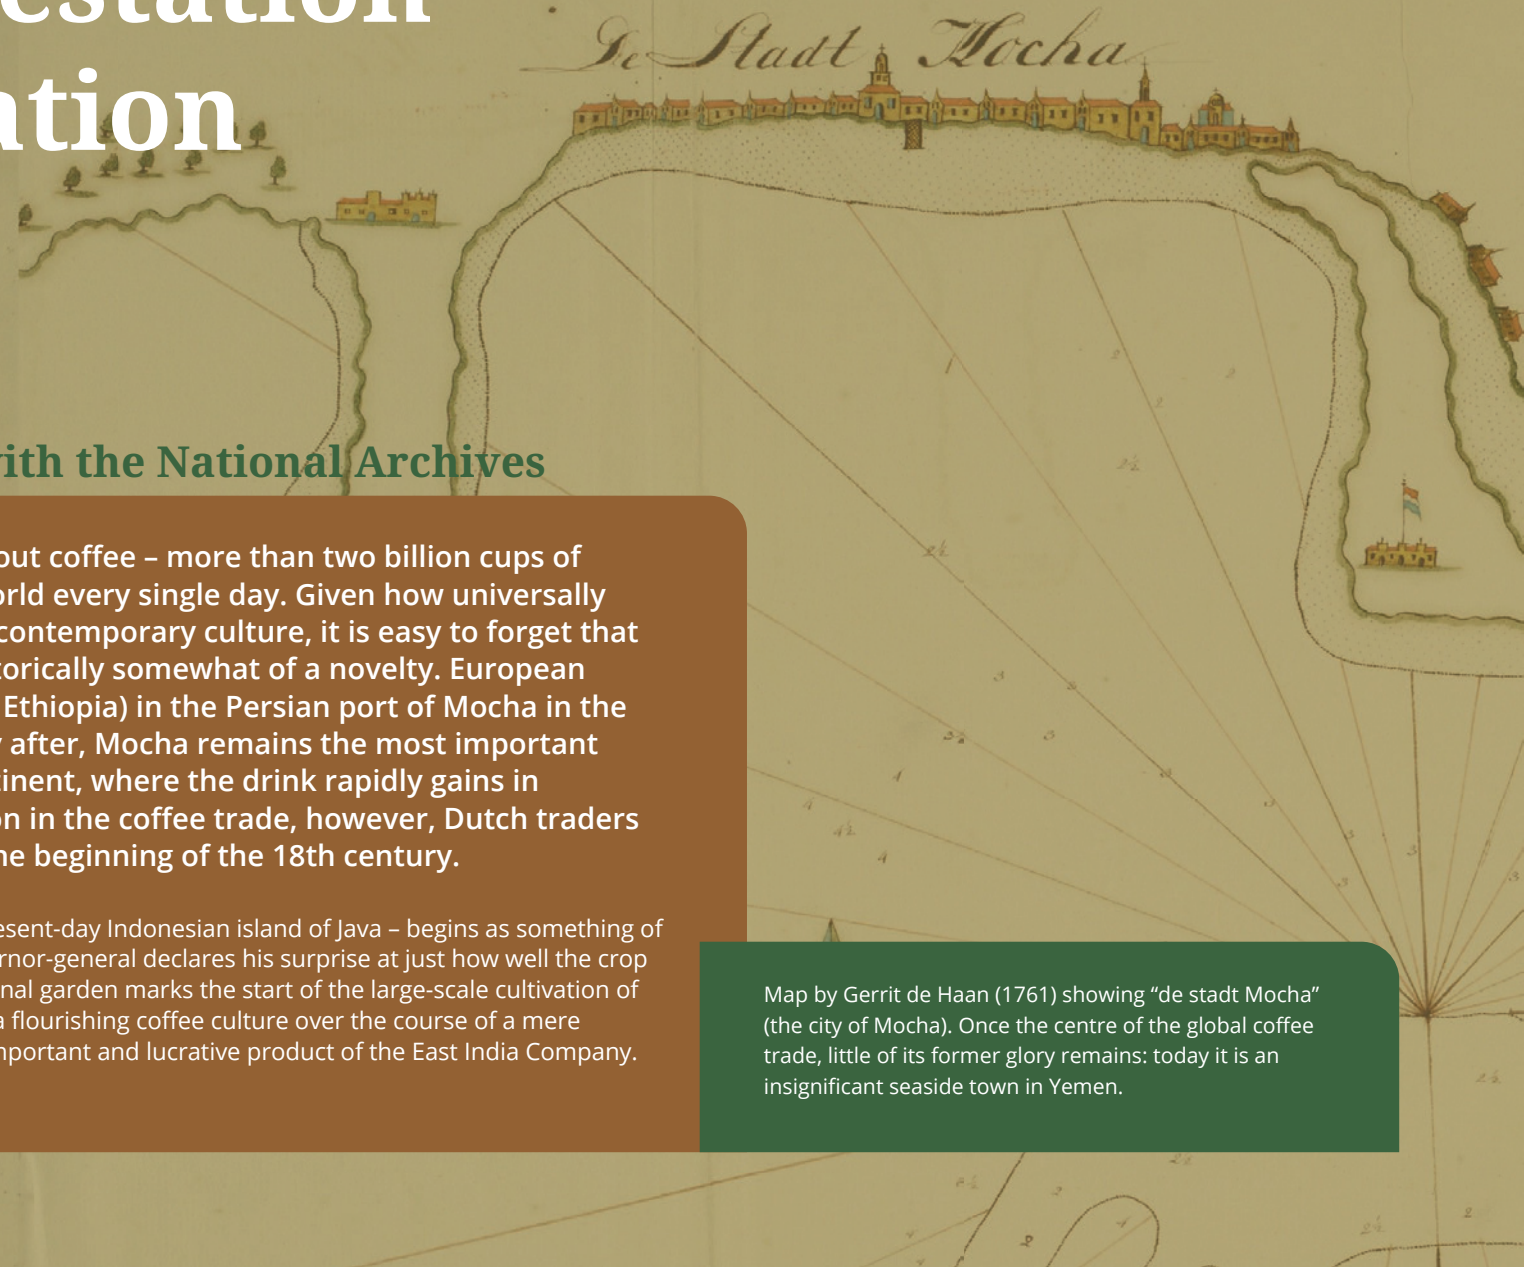 estation
ation
De Stadt Mocha
with the National Archives
out coffee – more than two billion cups of
orld every single day. Given how universally
contemporary culture, it is easy to forget that
torically somewhat of a novelty. European
Ethiopia) in the Persian port of Mocha in the
y after, Mocha remains the most important
tinent, where the drink rapidly gains in
on in the coffee trade, however, Dutch traders
he beginning of the 18th century.
esent-day Indonesian island of Java – begins as something of
rnor-general declares his surprise at just how well the crop
nal garden marks the start of the large-scale cultivation of
a flourishing coffee culture over the course of a mere
mportant and lucrative product of the East India Company.
Map by Gerrit de Haan (1761) showing “de stadt Mocha”
(the city of Mocha). Once the centre of the global coffee
trade, little of its former glory remains: today it is an
insignificant seaside town in Yemen.